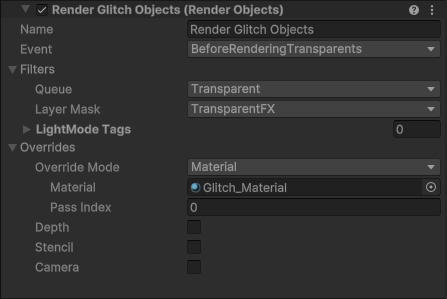 Render Glitch Objects (Render Objects)
Name Render Glitch Objects
Event BeforeRenderingTransparents
Filters
Queue Transparent
Layer Mask TransparentFX
LightMode Tags 0
Overrides
Override Mode Material
Material Glitch_Material
Pass Index 0
Depth
Stencil
Camera